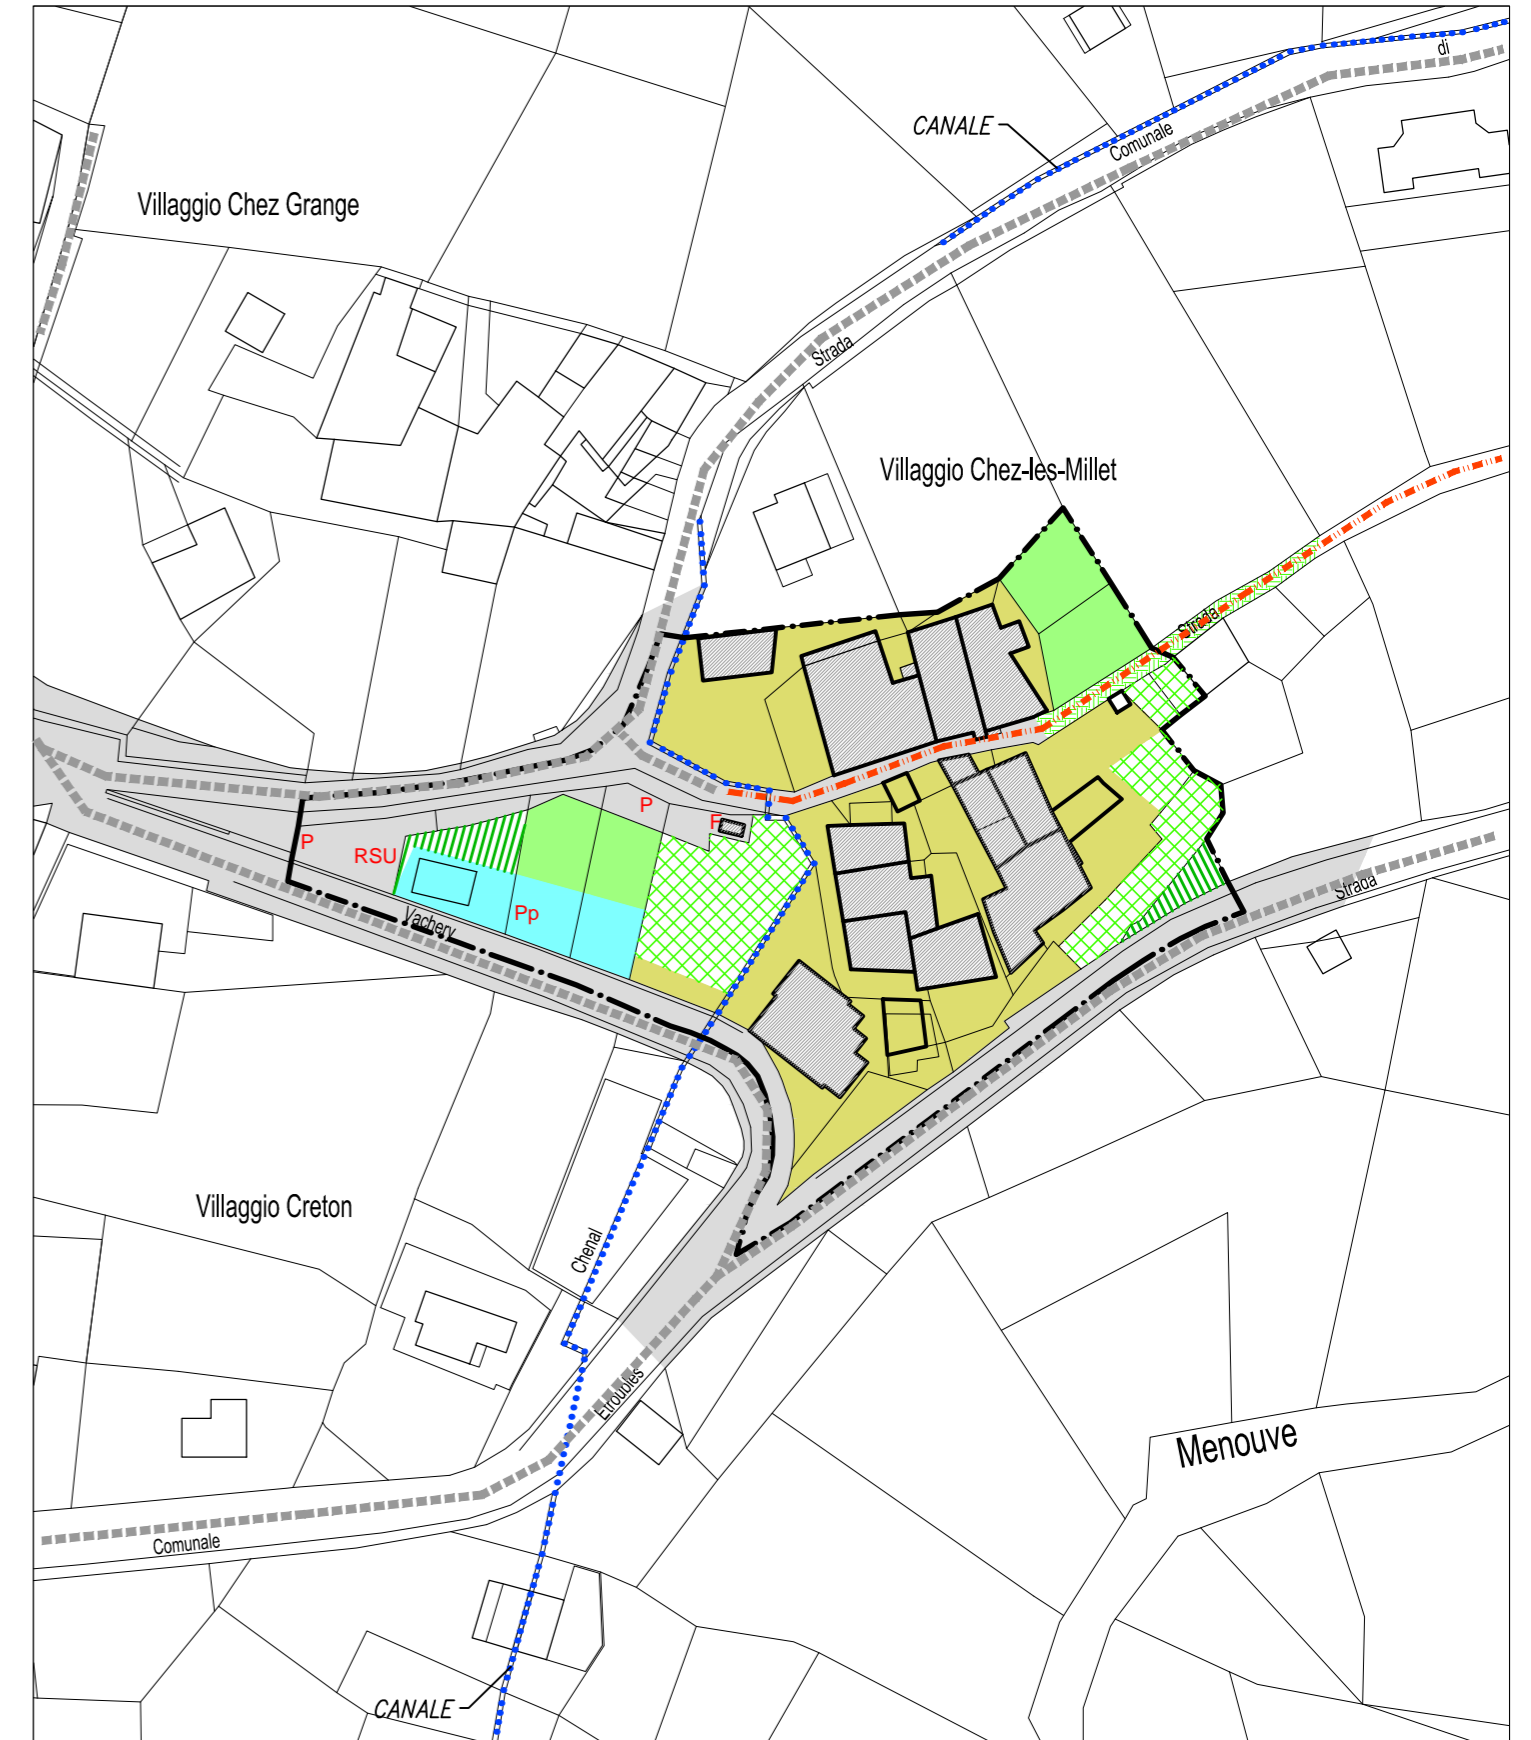 di
CANALE
Comunale
Villaggio Chez Grange
Strada
Villaggio Chez-les-Millet
Strada
P
F
P
RSU
Strada
Pp
Vachery
Villaggio Creton
Chenal
Etroubles
Menouve
Comunale
CANALE